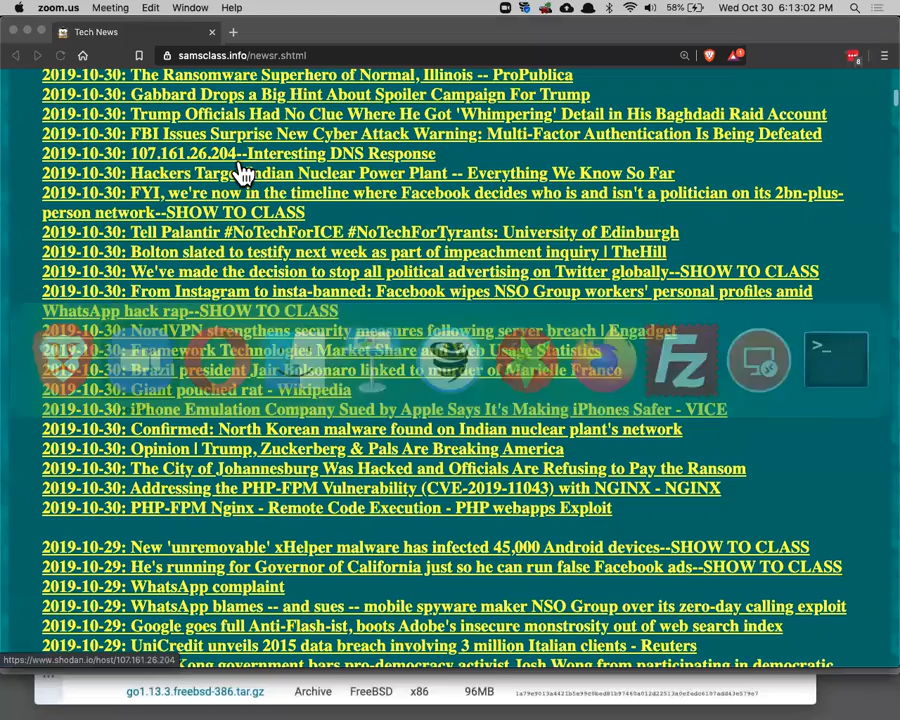 zoom.us Meeting Edit Window Help 58% Wed Oct 30 6:13:02 PM
Tech News
samsclass.info/newsr.shtml
2019-10-30: The Ransomware Superhero of Normal, Illinois -- ProPublica
2019-10-30: Gabbard Drops a Big Hint About Spoiler Campaign For Trump
2019-10-30: Trump Officials Had No Clue Where He Got 'Whimpering' Detail in His Baghdadi Raid Account
2019-10-30: FBI Issues Surprise New Cyber Attack Warning: Multi-Factor Authentication Is Being Defeated
2019-10-30: 107.161.26.204--Interesting DNS Response
2019-10-30: Hackers Target Indian Nuclear Power Plant -- Everything We Know So Far
2019-10-30: FYI, we're now in the timeline where Facebook decides who is and isn't a politician on its 2bn-plus-
person network--SHOW TO CLASS
2019-10-30: Tell Palantir #NoTechForICE #NoTechForTyrants: University of Edinburgh
2019-10-30: Bolton slated to testify next week as part of impeachment inquiry | TheHill
2019-10-30: We've made the decision to stop all political advertising on Twitter globally--SHOW TO CLASS
2019-10-30: From Instagram to insta-banned: Facebook wipes NSO Group workers' personal profiles amid
WhatsApp hack rap--SHOW TO CLASS
2019-10-30: NordVPN strengthens security measures following server breach | Engadget
2019-10-30: Framework Technologies Market Share and Web Usage Statistics
2019-10-30: Brazil president Jair Bolsonaro linked to murder of Marielle Franco
2019-10-30: Giant pouched rat - Wikipedia
2019-10-30: iPhone Emulation Company Sued by Apple Says It's Making iPhones Safer - VICE
2019-10-30: Confirmed: North Korean malware found on Indian nuclear plant's network
2019-10-30: Opinion | Trump, Zuckerberg & Pals Are Breaking America
2019-10-30: The City of Johannesburg Was Hacked and Officials Are Refusing to Pay the Ransom
2019-10-30: Addressing the PHP-FPM Vulnerability (CVE-2019-11043) with NGINX - NGINX
2019-10-30: PHP-FPM Nginx - Remote Code Execution - PHP webapps Exploit
2019-10-29: New 'unremovable' xHelper malware has infected 45,000 Android devices--SHOW TO CLASS
2019-10-29: He's running for Governor of California just so he can run false Facebook ads--SHOW TO CLASS
2019-10-29: WhatsApp complaint
2019-10-29: WhatsApp blames -- and sues -- mobile spyware maker NSO Group over its zero-day calling exploit
2019-10-29: Google goes full Anti-Flash-ist, boots Adobe's insecure monstrosity out of web search index
2019-10-29: UniCredit unveils 2015 data breach involving 3 million Italian clients - Reuters
Kong government bars pro-democracy activist Josh Wong from participating in democratic
https://www.shodan.io/host/107.161.26.204
go1.13.3.freebsd-386.tar.gz Archive FreeBSD x86 96MB